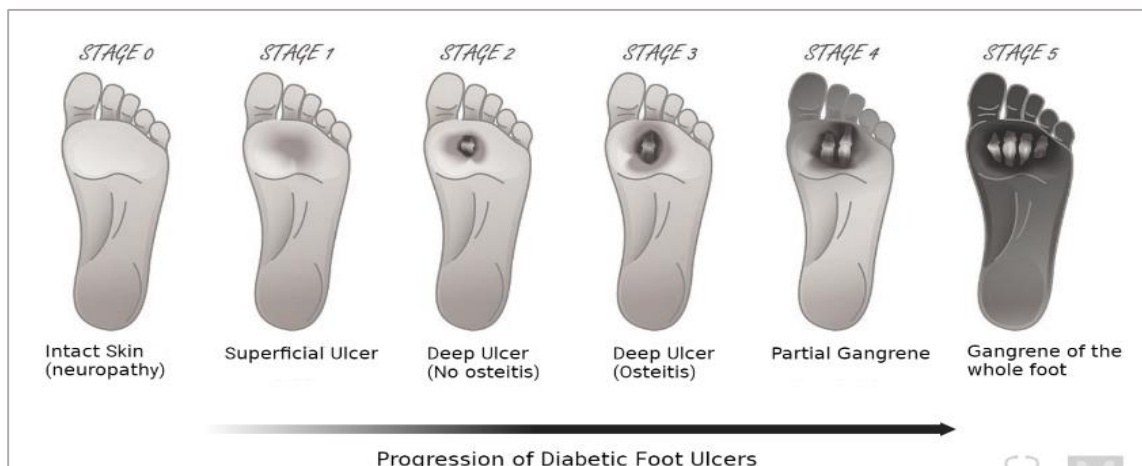 STAGE 0
STAGE 1
STAGE 2
STAGE 3
STAGE 4
STAGE 5
Intact Skin
(neuropathy)
Superficial Ulcer
Deep Ulcer
(No osteitis)
Deep Ulcer
(Osteitis)
Partial Gangrene
Gangrene of the
whole foot
Progression of Diabetic Foot Ulcers